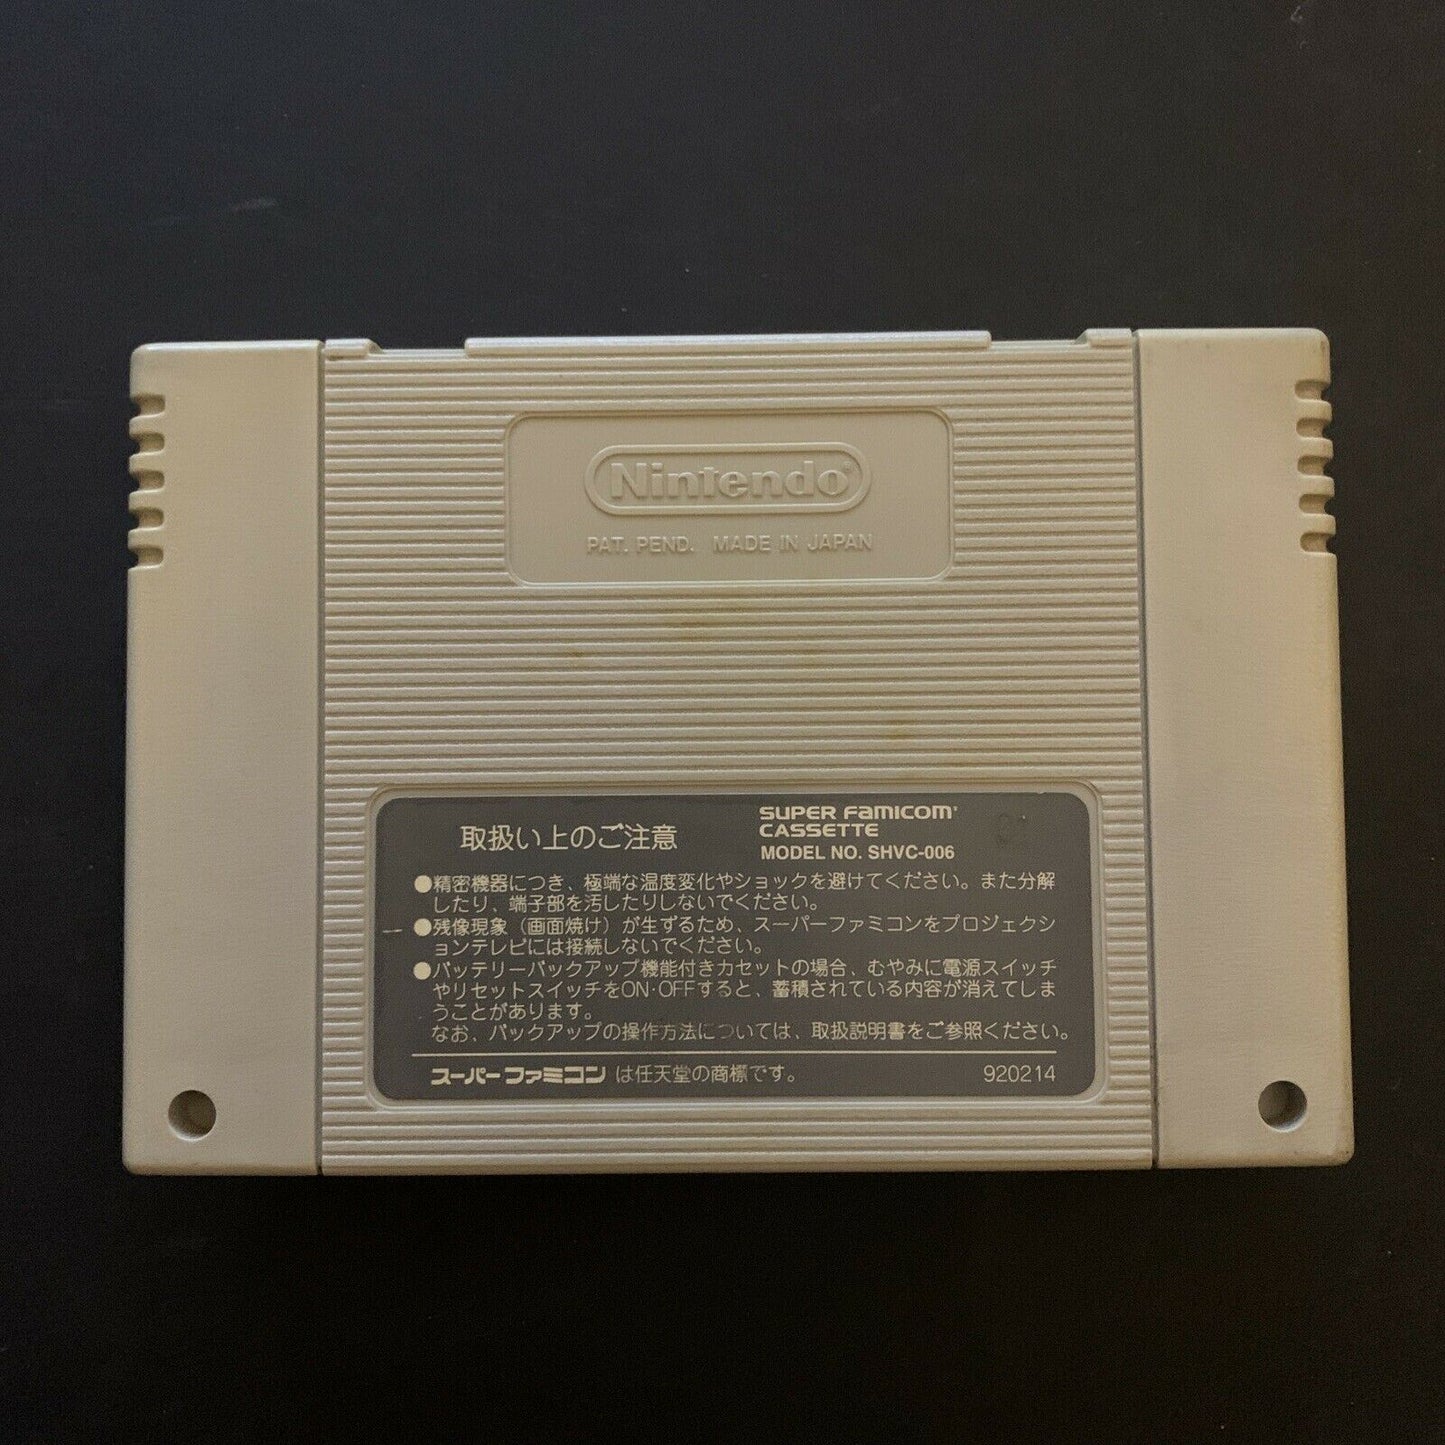 Nintendo®
PAT. PEND. MADE IN JAPAN
取扱い上のご注意
SUPER FAMICOM
CASSETTE
MODEL NO. SHVC-006
●精密機器につき、極端な温度変化やショックを避けてください。また分解
したり、端子部を汚したりしないでください。
●残像現象(画面焼け)が生ずるため、スーパーファミコンをプロジェクシ
ョンテレビには接続しないでください。
●バッテリーバックアップ機能付きカセットの場合、むやみに電源スイッチ
やリセットスイッチをON·OFFすると、蓄積されている内容が消えてしま
うことがあります。
なお、バックアップの操作方法については、取扱説明書をご参照ください。
スーパーファミコン は任天堂の商標です。
920214